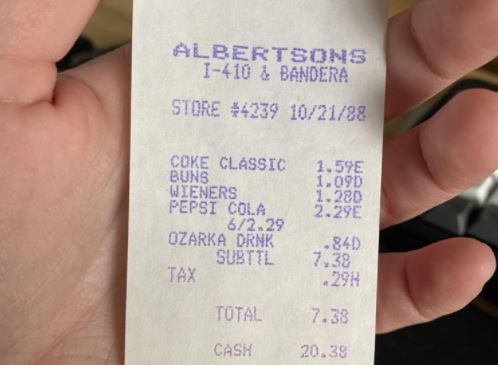 ALBERTSONS
I-410 & BANDERA
STORE #4239 10/21/88
COKE CLASSIC 1.59E
BUNS 1.09D
WIENERS 1.28D
PEPSI COLA 2.29E
6/2.29
OZARKA DRNK .84D
SUBTTL 7.38
TAX .29H
TOTAL 7.38
CASH 20.38